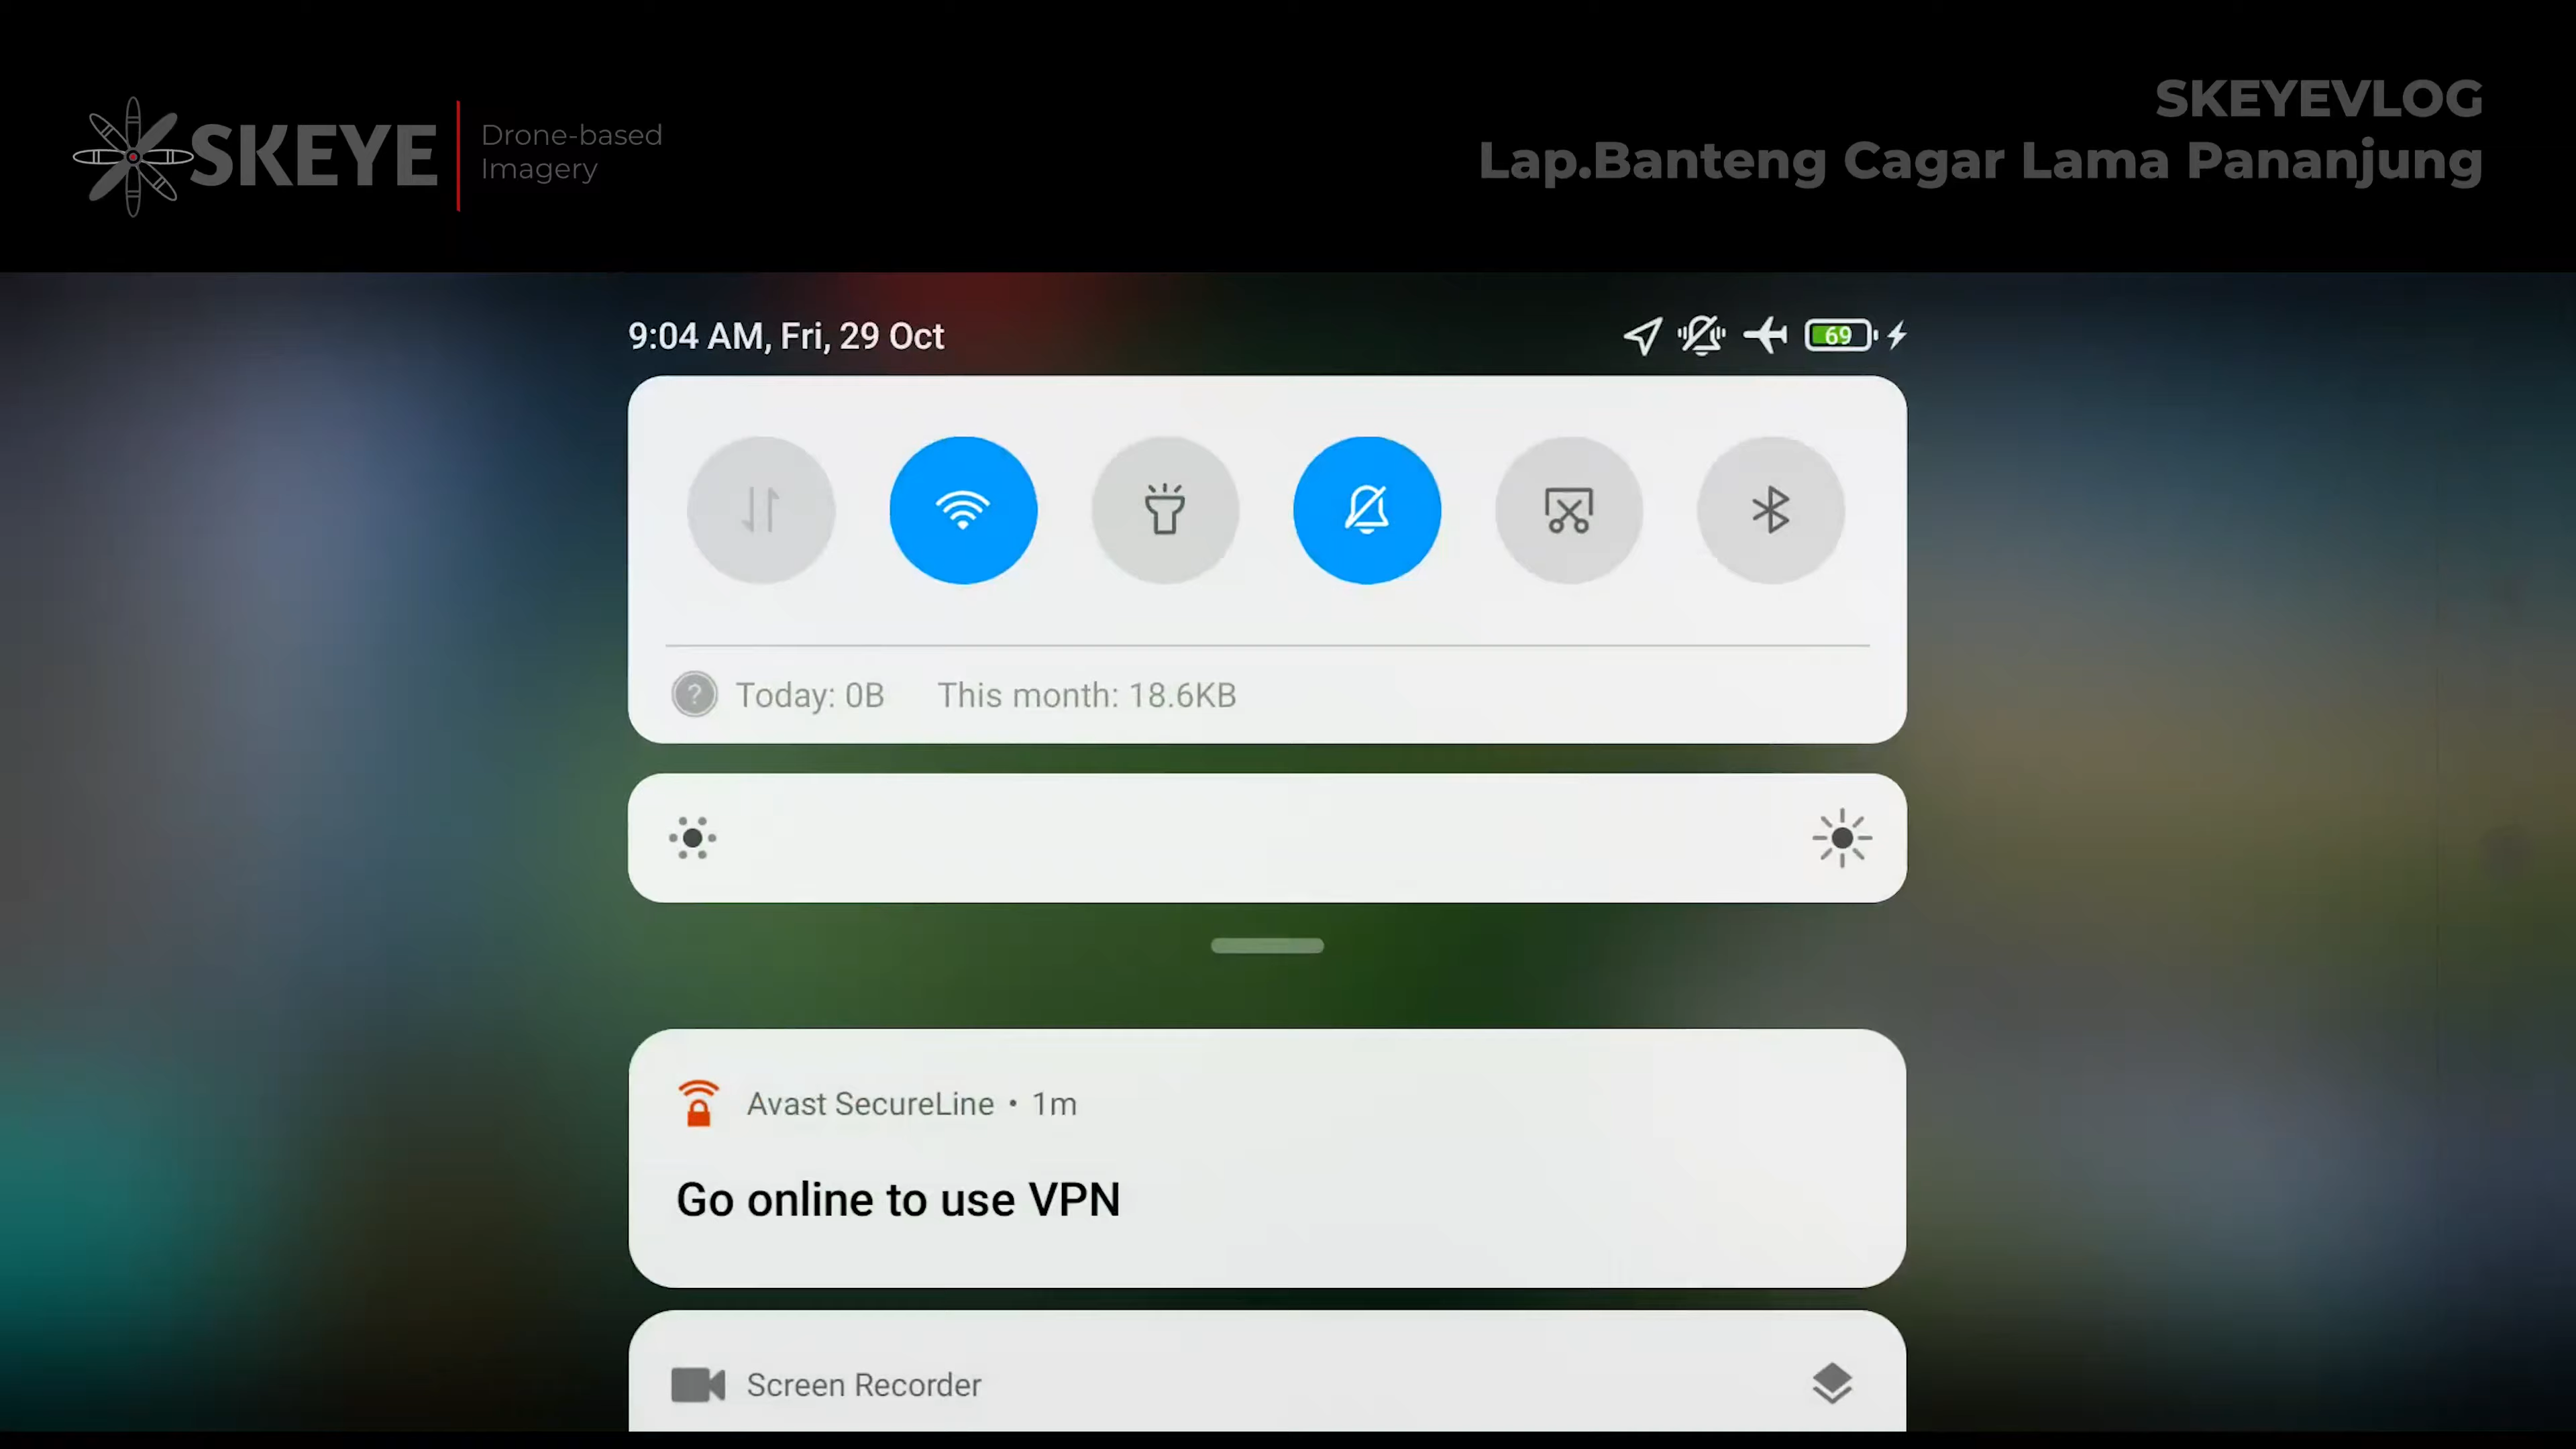 SKEYE
Drone-based
Imagery
SKEYEVLOG
Lap.Banteng Cagar Lama Pananjung
9:04 AM, Fri, 29 Oct
69
Today: 0B This month: 18.6KB
Avast SecureLine • 1m
Go online to use VPN
Screen Recorder